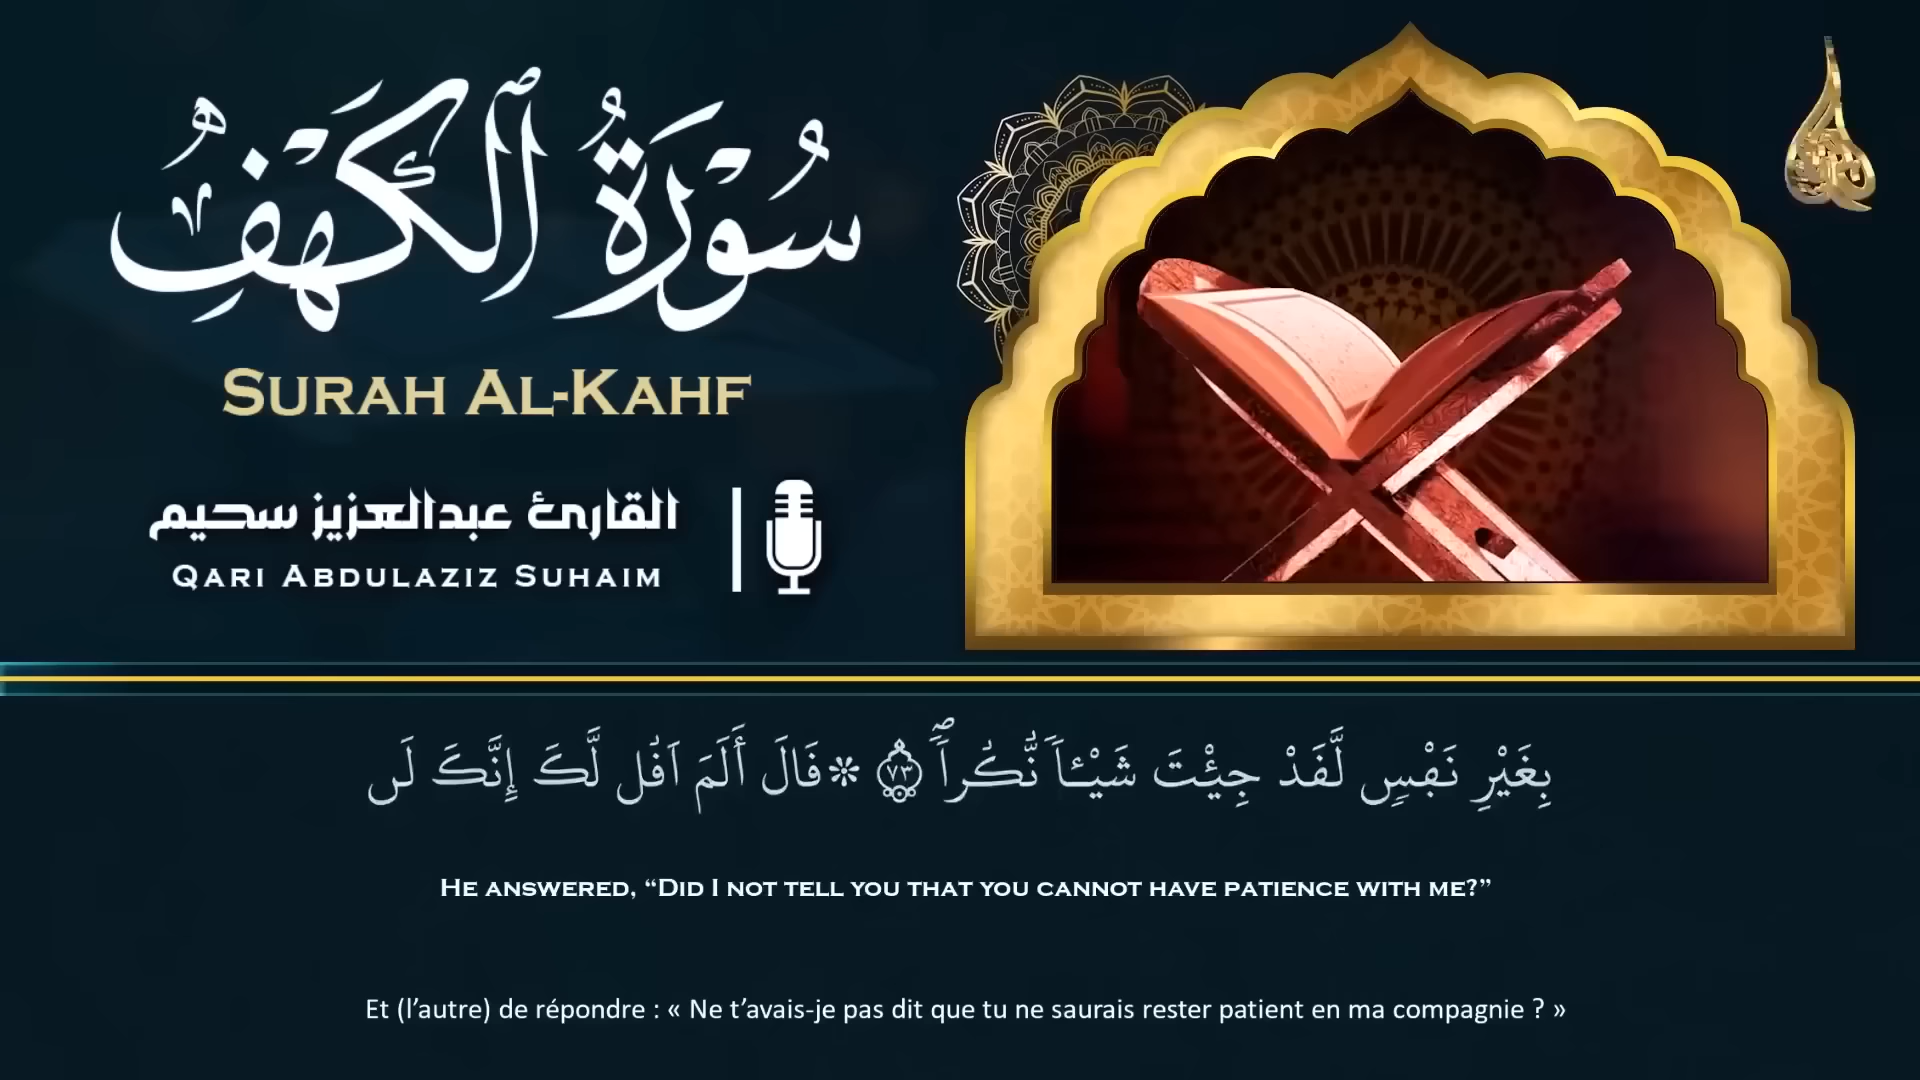 سُورَةُ ٱلْكَهْفِ
SURAH AL-KAHF
القارئ عبدالعزيز سحيم
QARI ABDULAZIZ SUHAIM
بِغَيْرِ نَفْسٖ لَّقَدْ جِئْتَ شَيْـٔاٗ نُّكْراٗ ٧٣ ۞ قَالَ أَلَمَ اَقُل لَّكَ إِنَّكَ لَن
HE ANSWERED, “DID I NOT TELL YOU THAT YOU CANNOT HAVE PATIENCE WITH ME?”
Et (l’autre) de répondre : « Ne t’avais-je pas dit que tu ne saurais rester patient en ma compagnie ? »